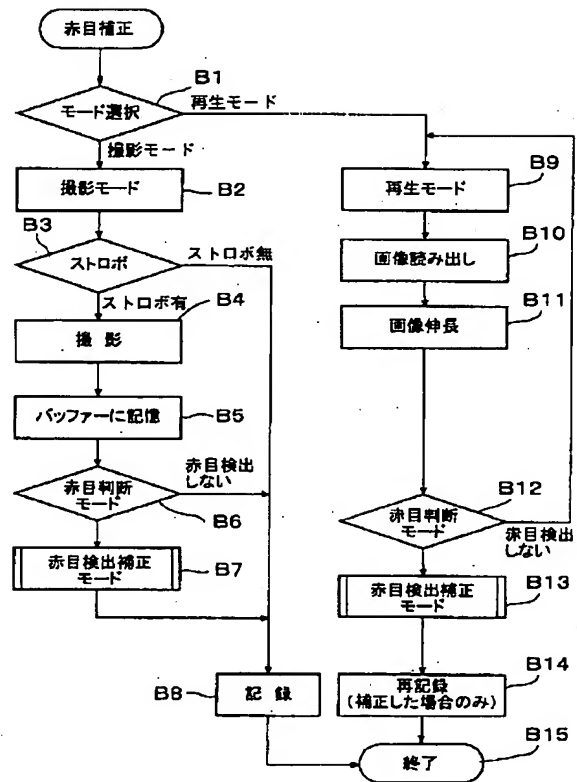 赤目補正
B1
モード選択
再生モード
撮影モード
撮影モード
B2
B3
ストロボ
ストロボ無
ストロボ有
B4
撮 影
バッファーに記憶
B5
赤目判断
モード
赤目検出
しない
B6
赤目検出補正
モード
B7
B8
記 録
B9
再生モード
B10
画像読み出し
B11
画像伸長
B12
赤目判断
モード
赤目検出
しない
赤目検出補正
モード
B13
B14
再記録
(補正した場合のみ)
B15
終了